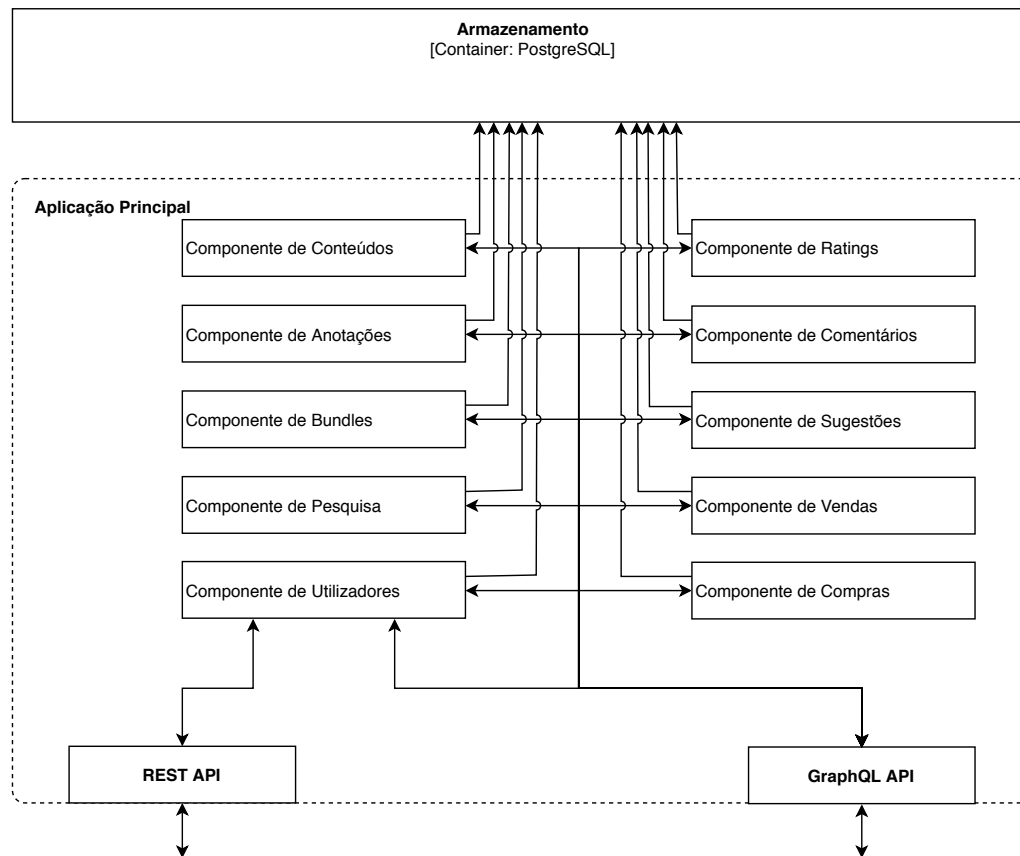 Armazenamento
[Container: PostgreSQL]
Aplicação Principal
Componente de Conteúdos
Componente de Ratings
Componente de Anotações
Componente de Comentários
Componente de Bundles
Componente de Sugestões
Componente de Pesquisa
Componente de Vendas
Componente de Utilizadores
Componente de Compras
REST API
GraphQL API